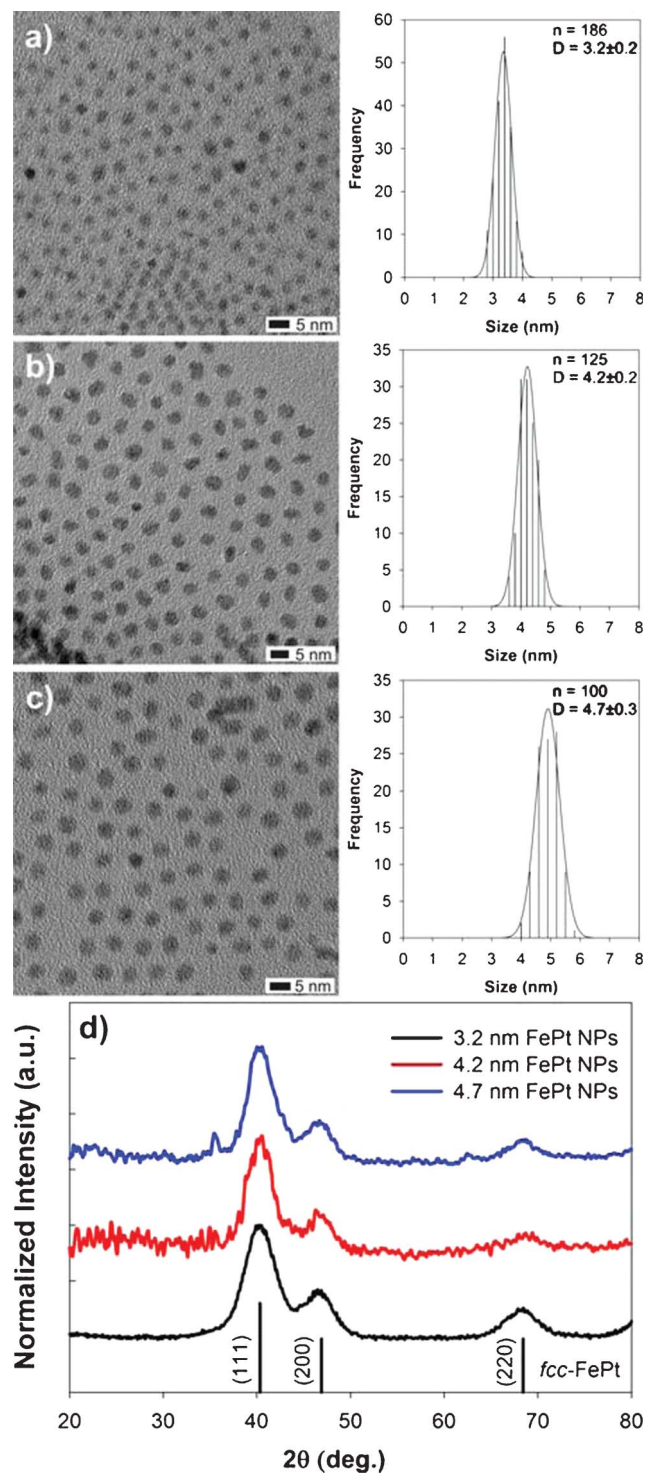 a)
5 nm
n = 186
D = 3.2±0.2
Frequency
60
50
40
30
20
10
0
0 1 2 3 4 5 6 7 8
Size (nm)
b)
5 nm
n = 125
D = 4.2±0.2
Frequency
35
30
25
20
15
10
5
0
0 1 2 3 4 5 6 7 8
Size (nm)
c)
5 nm
n = 100
D = 4.7±0.3
Frequency
35
30
25
20
15
10
5
0
0 1 2 3 4 5 6 7 8
Size (nm)
d)
3.2 nm FePt NPs
4.2 nm FePt NPs
4.7 nm FePt NPs
Normalized Intensity (a.u.)
(111)
(200)
(220)
fcc-FePt
20 30 40 50 60 70 80
2θ (deg.)